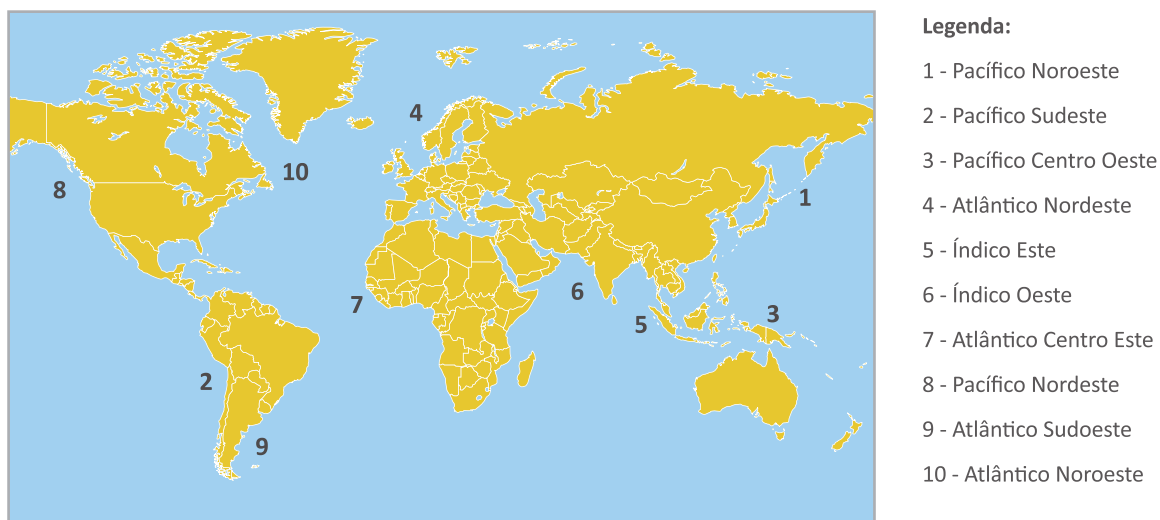 4
10
8
1
7
6
5
3
2
9
Legenda:
1 - Pacífico Noroeste
2 - Pacífico Sudeste
3 - Pacífico Centro Oeste
4 - Atlântico Nordeste
5 - Índico Este
6 - Índico Oeste
7 - Atlântico Centro Este
8 - Pacífico Nordeste
9 - Atlântico Sudoeste
10 - Atlântico Noroeste